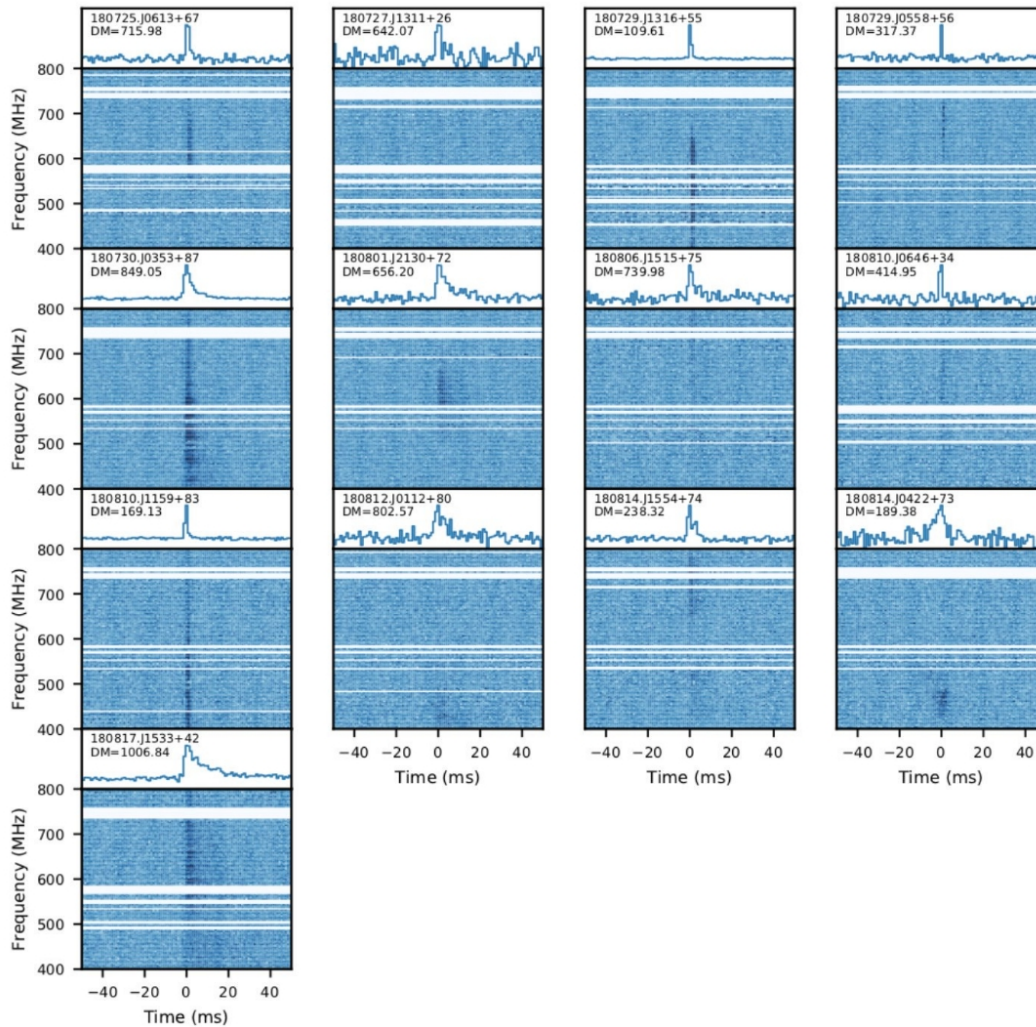 180725.J0613+67
DM=715.98
180727.J1311+26
DM=642.07
180729.J1316+55
DM=109.61
180729.J0558+56
DM=317.37
800
700
600
500
400
Frequency (MHz)
180730.J0353+87
DM=849.05
180801.J2130+72
DM=656.20
180806.J1515+75
DM=739.98
180810.J0646+34
DM=414.95
800
700
600
500
400
Frequency (MHz)
180810.J1159+83
DM=169.13
180812.J0112+80
DM=802.57
180814.J1554+74
DM=238.32
180814.J0422+73
DM=189.38
800
700
600
500
400
Frequency (MHz)
−40 −20 0 20 40
Time (ms)
−40 −20 0 20 40
Time (ms)
−40 −20 0 20 40
Time (ms)
180817.J1533+42
DM=1006.84
800
700
600
500
400
Frequency (MHz)
−40 −20 0 20 40
Time (ms)